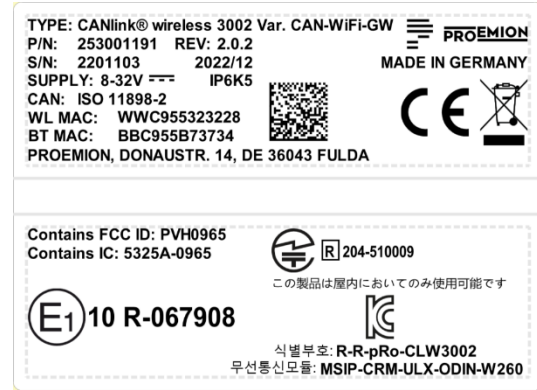 TYPE: CANlink® wireless 3002 Var. CAN-WiFi-GW
PROEMION
P/N: 253001191 REV: 2.0.2
S/N: 2201103 2022/12
MADE IN GERMANY
SUPPLY: 8-32V IP6K5
CAN: ISO 11898-2
WL MAC: WWC955323228
BT MAC: BBC955B73734
CE
PROEMION, DONAUSTR. 14, DE 36043 FULDA
Contains FCC ID: PVH0965
Contains IC: 5325A-0965
R 204-510009
この製品は屋内においてのみ使用可能です
E1 10 R-067908
식별부호: R-R-pRo-CLW3002
무선통신모듈: MSIP-CRM-ULX-ODIN-W260